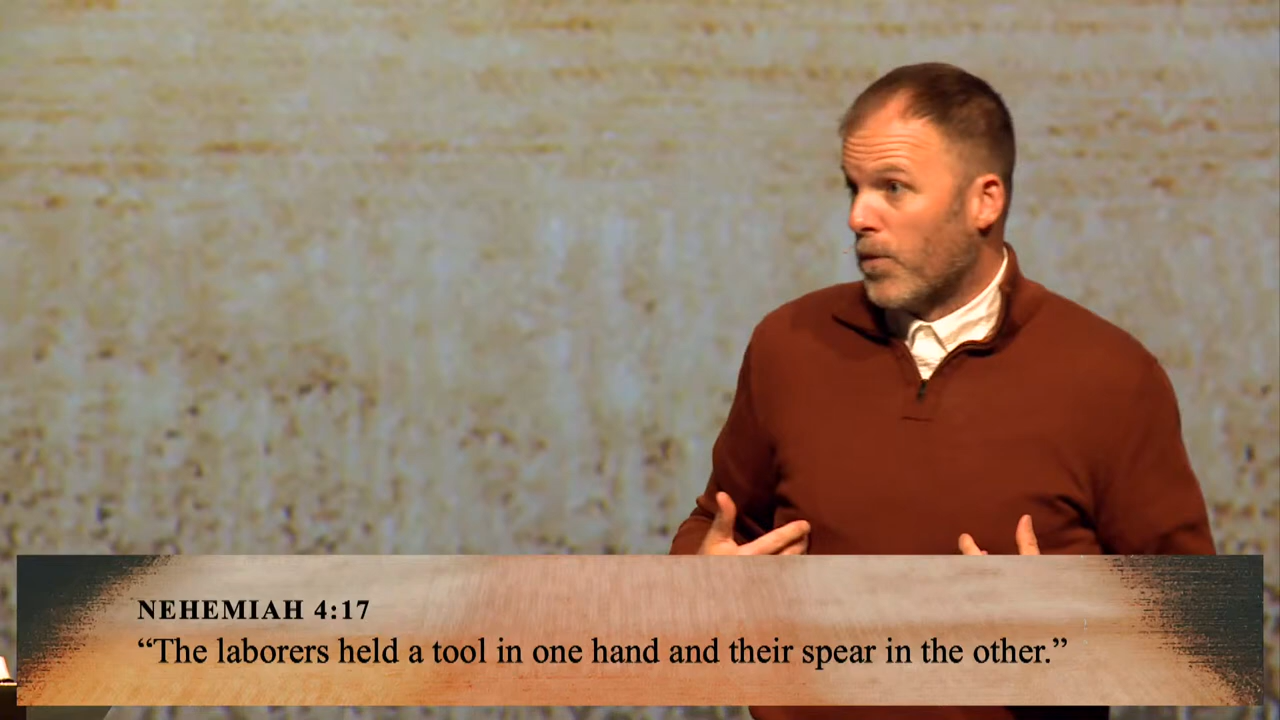 NEHEMIAH 4:17
“The laborers held a tool in one hand and their spear in the other.”